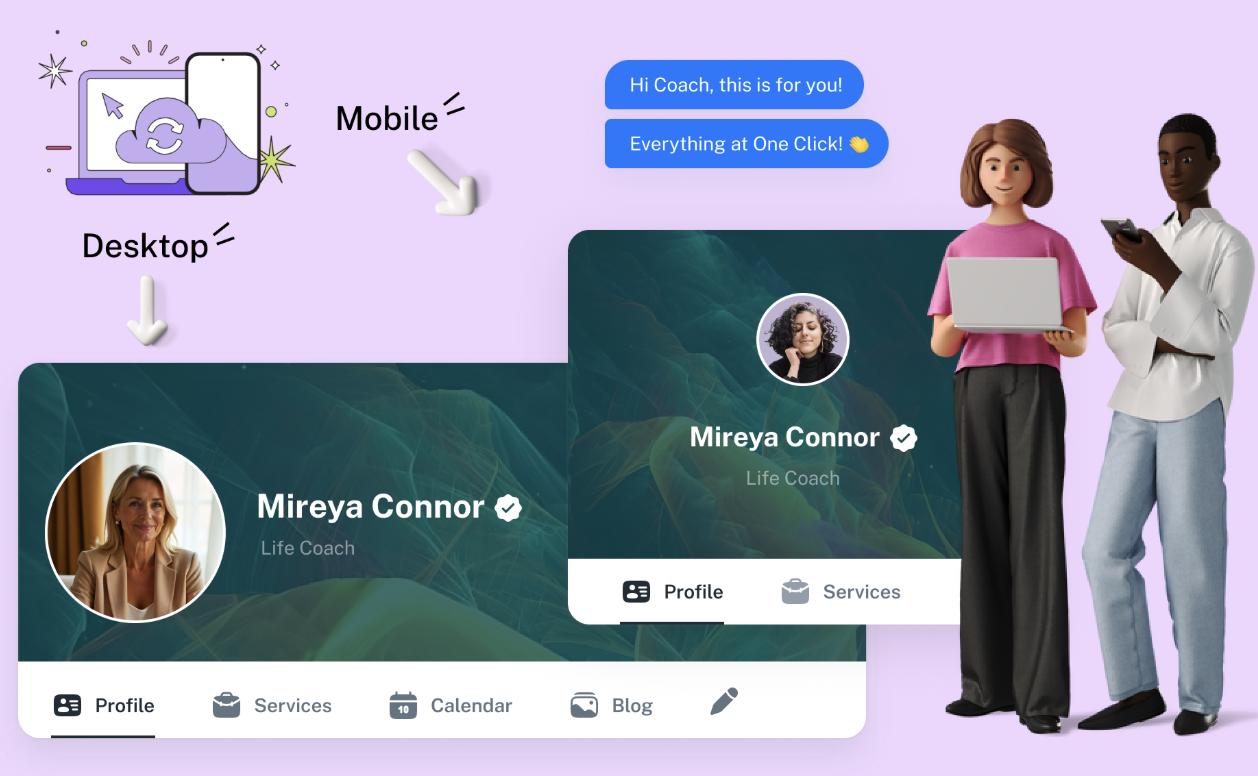 Mobile
Hi Coach, this is for you!
Everything at One Click! 👏
Desktop
Mireya Connor
Life Coach
Profile
Services
Mireya Connor
Life Coach
Profile
Services
10
Calendar
Blog